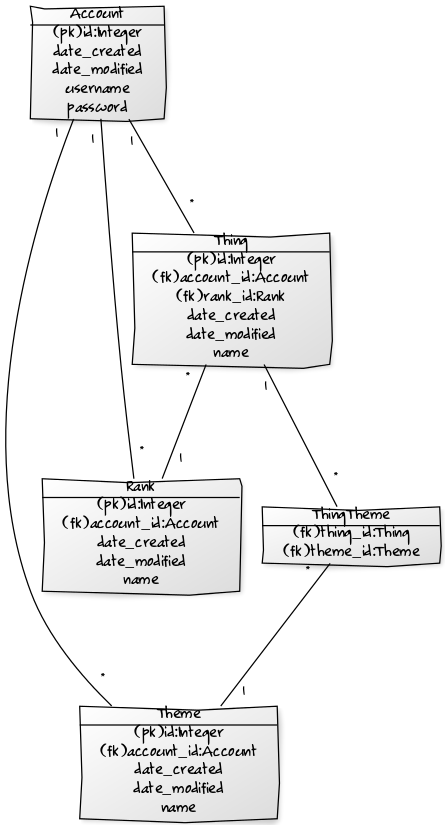 Account
(pk)id:Integer
date_created
date_modified
username
password
1
1
1
*
Thing
(pk)id:Integer
(fk)account_id:Account
(fk)rank_id:Rank
date_created
date_modified
name
*
1
*
1
*
Rank
(pk)id:Integer
(fk)account_id:Account
date_created
date_modified
name
ThingTheme
(fk)thing_id:Thing
(fk)theme_id:Theme
*
*
1
Theme
(pk)id:Integer
(fk)account_id:Account
date_created
date_modified
name